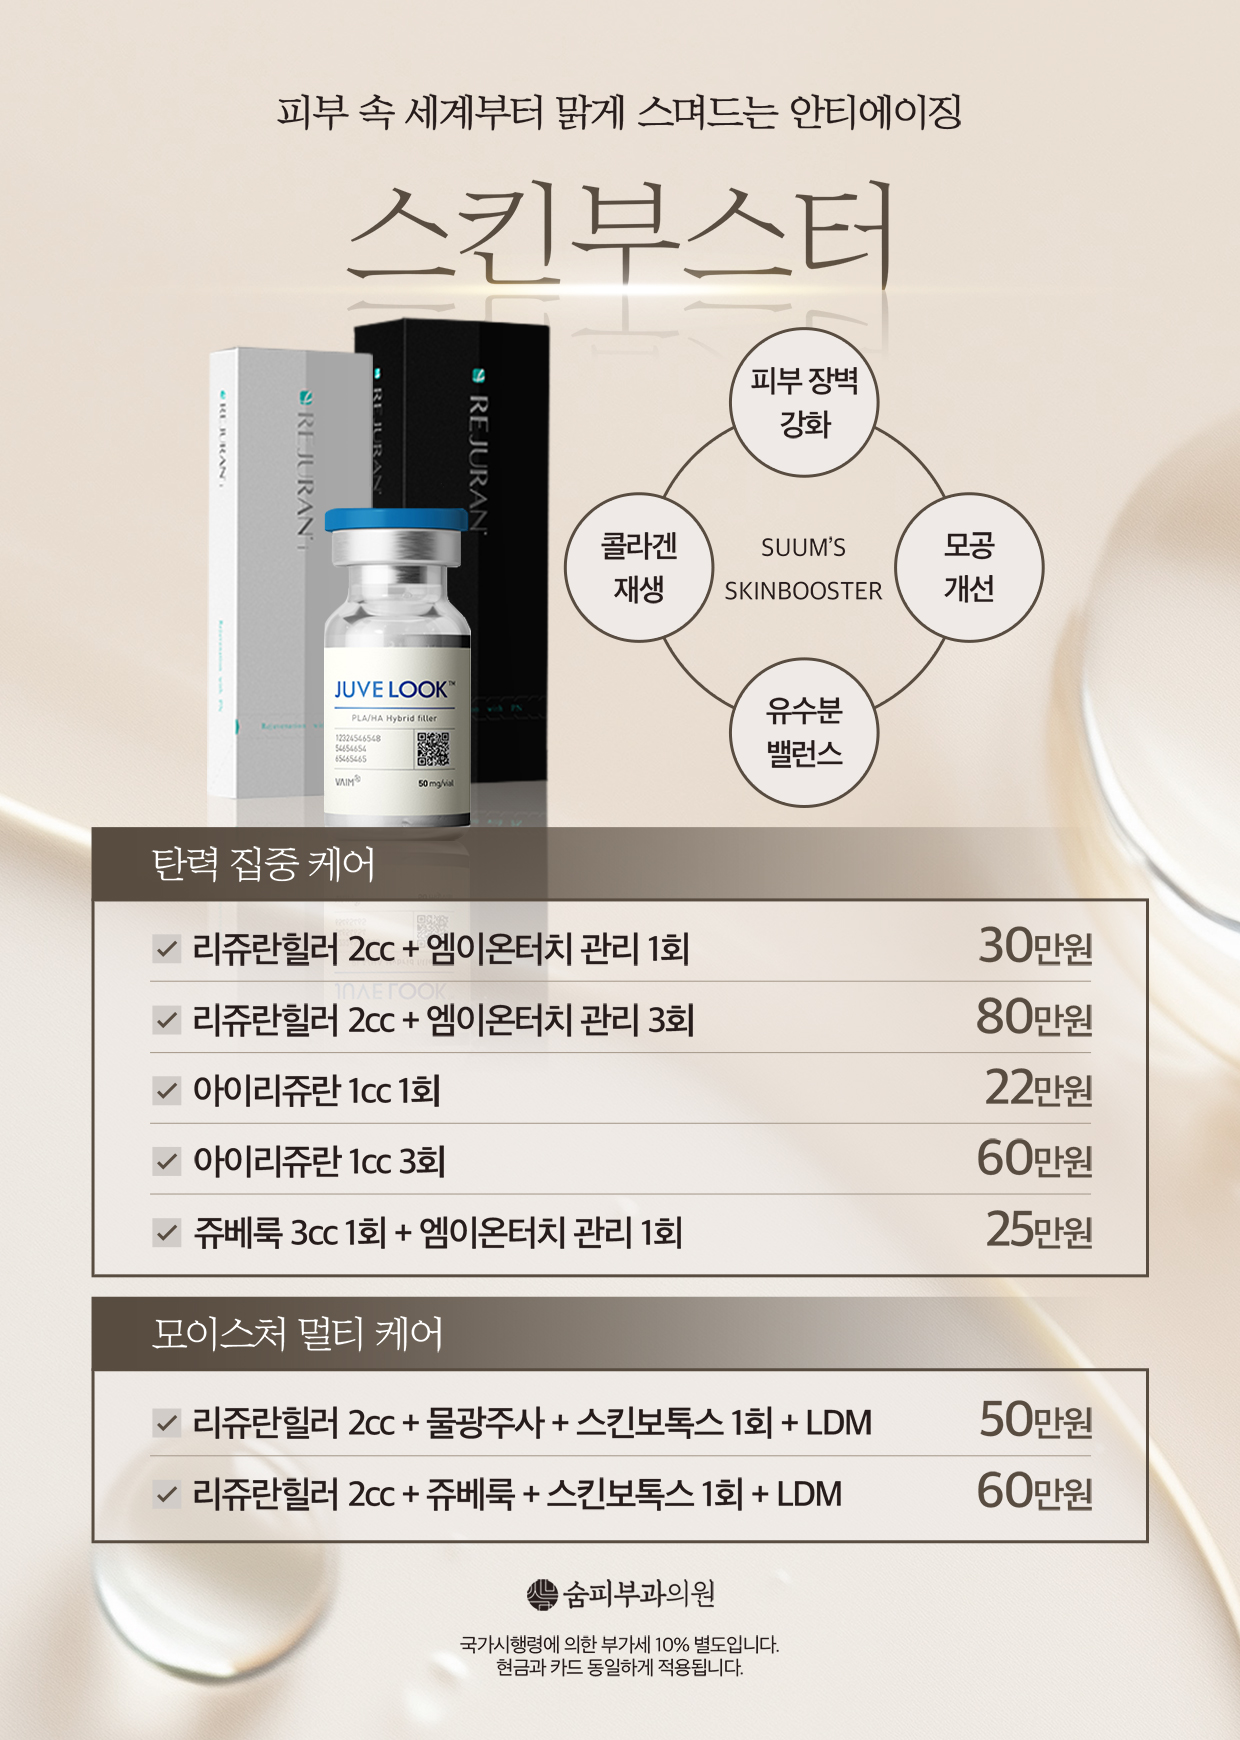 피부 속 세계부터 맑게 스며드는 안티에이징
스킨부스터
REJURAN
REJURAN
REJURAN
REJURAN
JUVELOOK™
PLA/HA Hybrid filler
12324546548
54654654
65465465
VAIM
50 mg/vial
피부 장벽
강화
콜라겐
재생
SUUM'S
SKINBOOSTER
모공
개선
유수분
밸런스
탄력 집중 케어
리쥬란힐러 2cc + 엠이온터치 관리 1회 30만원
리쥬란힐러 2cc + 엠이온터치 관리 3회 80만원
아이리쥬란 1cc 1회 22만원
아이리쥬란 1cc 3회 60만원
쥬베룩 3cc 1회 + 엠이온터치 관리 1회 25만원
모이스처 멀티 케어
리쥬란힐러 2cc + 물광주사 + 스킨보톡스 1회 + LDM 50만원
리쥬란힐러 2cc + 쥬베룩 + 스킨보톡스 1회 + LDM 60만원
숨피부과의원
국가시행령에 의한 부가세 10% 별도입니다.
현금과 카드 동일하게 적용됩니다.